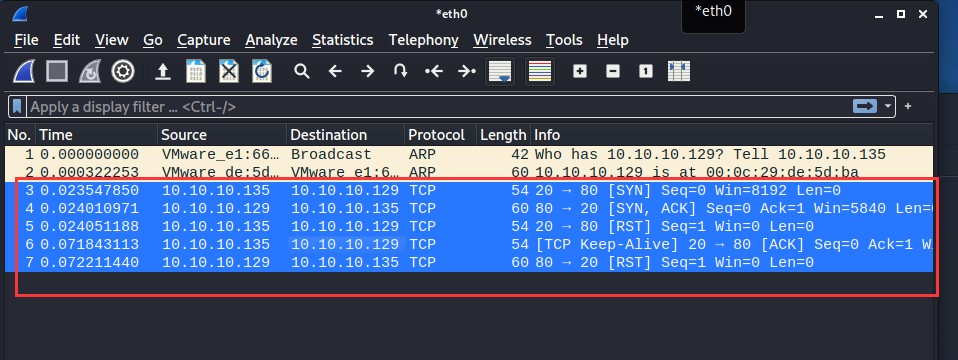 *eth0
*eth0
File Edit View Go Capture Analyze Statistics Telephony Wireless Tools Help
Apply a display filter ... <Ctrl-/>
No. Time Source Destination Protocol Length Info
1 0.000000000 VMware_e1:66… Broadcast ARP 42 Who has 10.10.10.129? Tell 10.10.10.135
2 0.000322253 VMware_de:5d… VMware_e1:6… ARP 60 10.10.10.129 is at 00:0c:29:de:5d:ba
3 0.023547850 10.10.10.135 10.10.10.129 TCP 54 20 → 80 [SYN] Seq=0 Win=8192 Len=0
4 0.024010971 10.10.10.129 10.10.10.135 TCP 60 80 → 20 [SYN, ACK] Seq=0 Ack=1 Win=5840 Len=
5 0.024051188 10.10.10.135 10.10.10.129 TCP 54 20 → 80 [RST] Seq=1 Win=0 Len=0
6 0.071843113 10.10.10.135 10.10.10.129 TCP 54 [TCP Keep-Alive] 20 → 80 [ACK] Seq=0 Ack=1 W
7 0.072211440 10.10.10.129 10.10.10.135 TCP 60 80 → 20 [RST] Seq=1 Win=0 Len=0